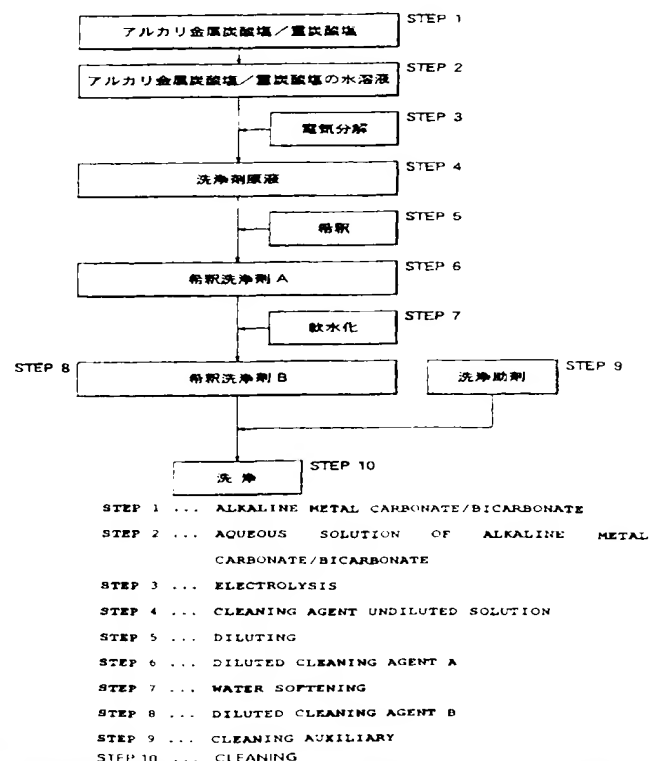 アルカリ金属炭酸塩/重炭酸塩
STEP 1
アルカリ金属炭酸塩/重炭酸塩の水溶液
STEP 2
電気分解
STEP 3
洗浄剤原液
STEP 4
希釈
STEP 5
希釈洗浄剤A
STEP 6
軟水化
STEP 7
STEP 8
希釈洗浄剤B
洗浄助剤
STEP 9
洗浄
STEP 10
STEP 1 ... ALKALINE METAL CARBONATE/BICARBONATE
STEP 2 ... AQUEOUS SOLUTION OF ALKALINE METAL
CARBONATE/BICARBONATE
STEP 3 ... ELECTROLYSIS
STEP 4 ... CLEANING AGENT UNDILUTED SOLUTION
STEP 5 ... DILUTING
STEP 6 ... DILUTED CLEANING AGENT A
STEP 7 ... WATER SOFTENING
STEP 8 ... DILUTED CLEANING AGENT B
STEP 9 ... CLEANING AUXILIARY
STEP 10 ... CLEANING